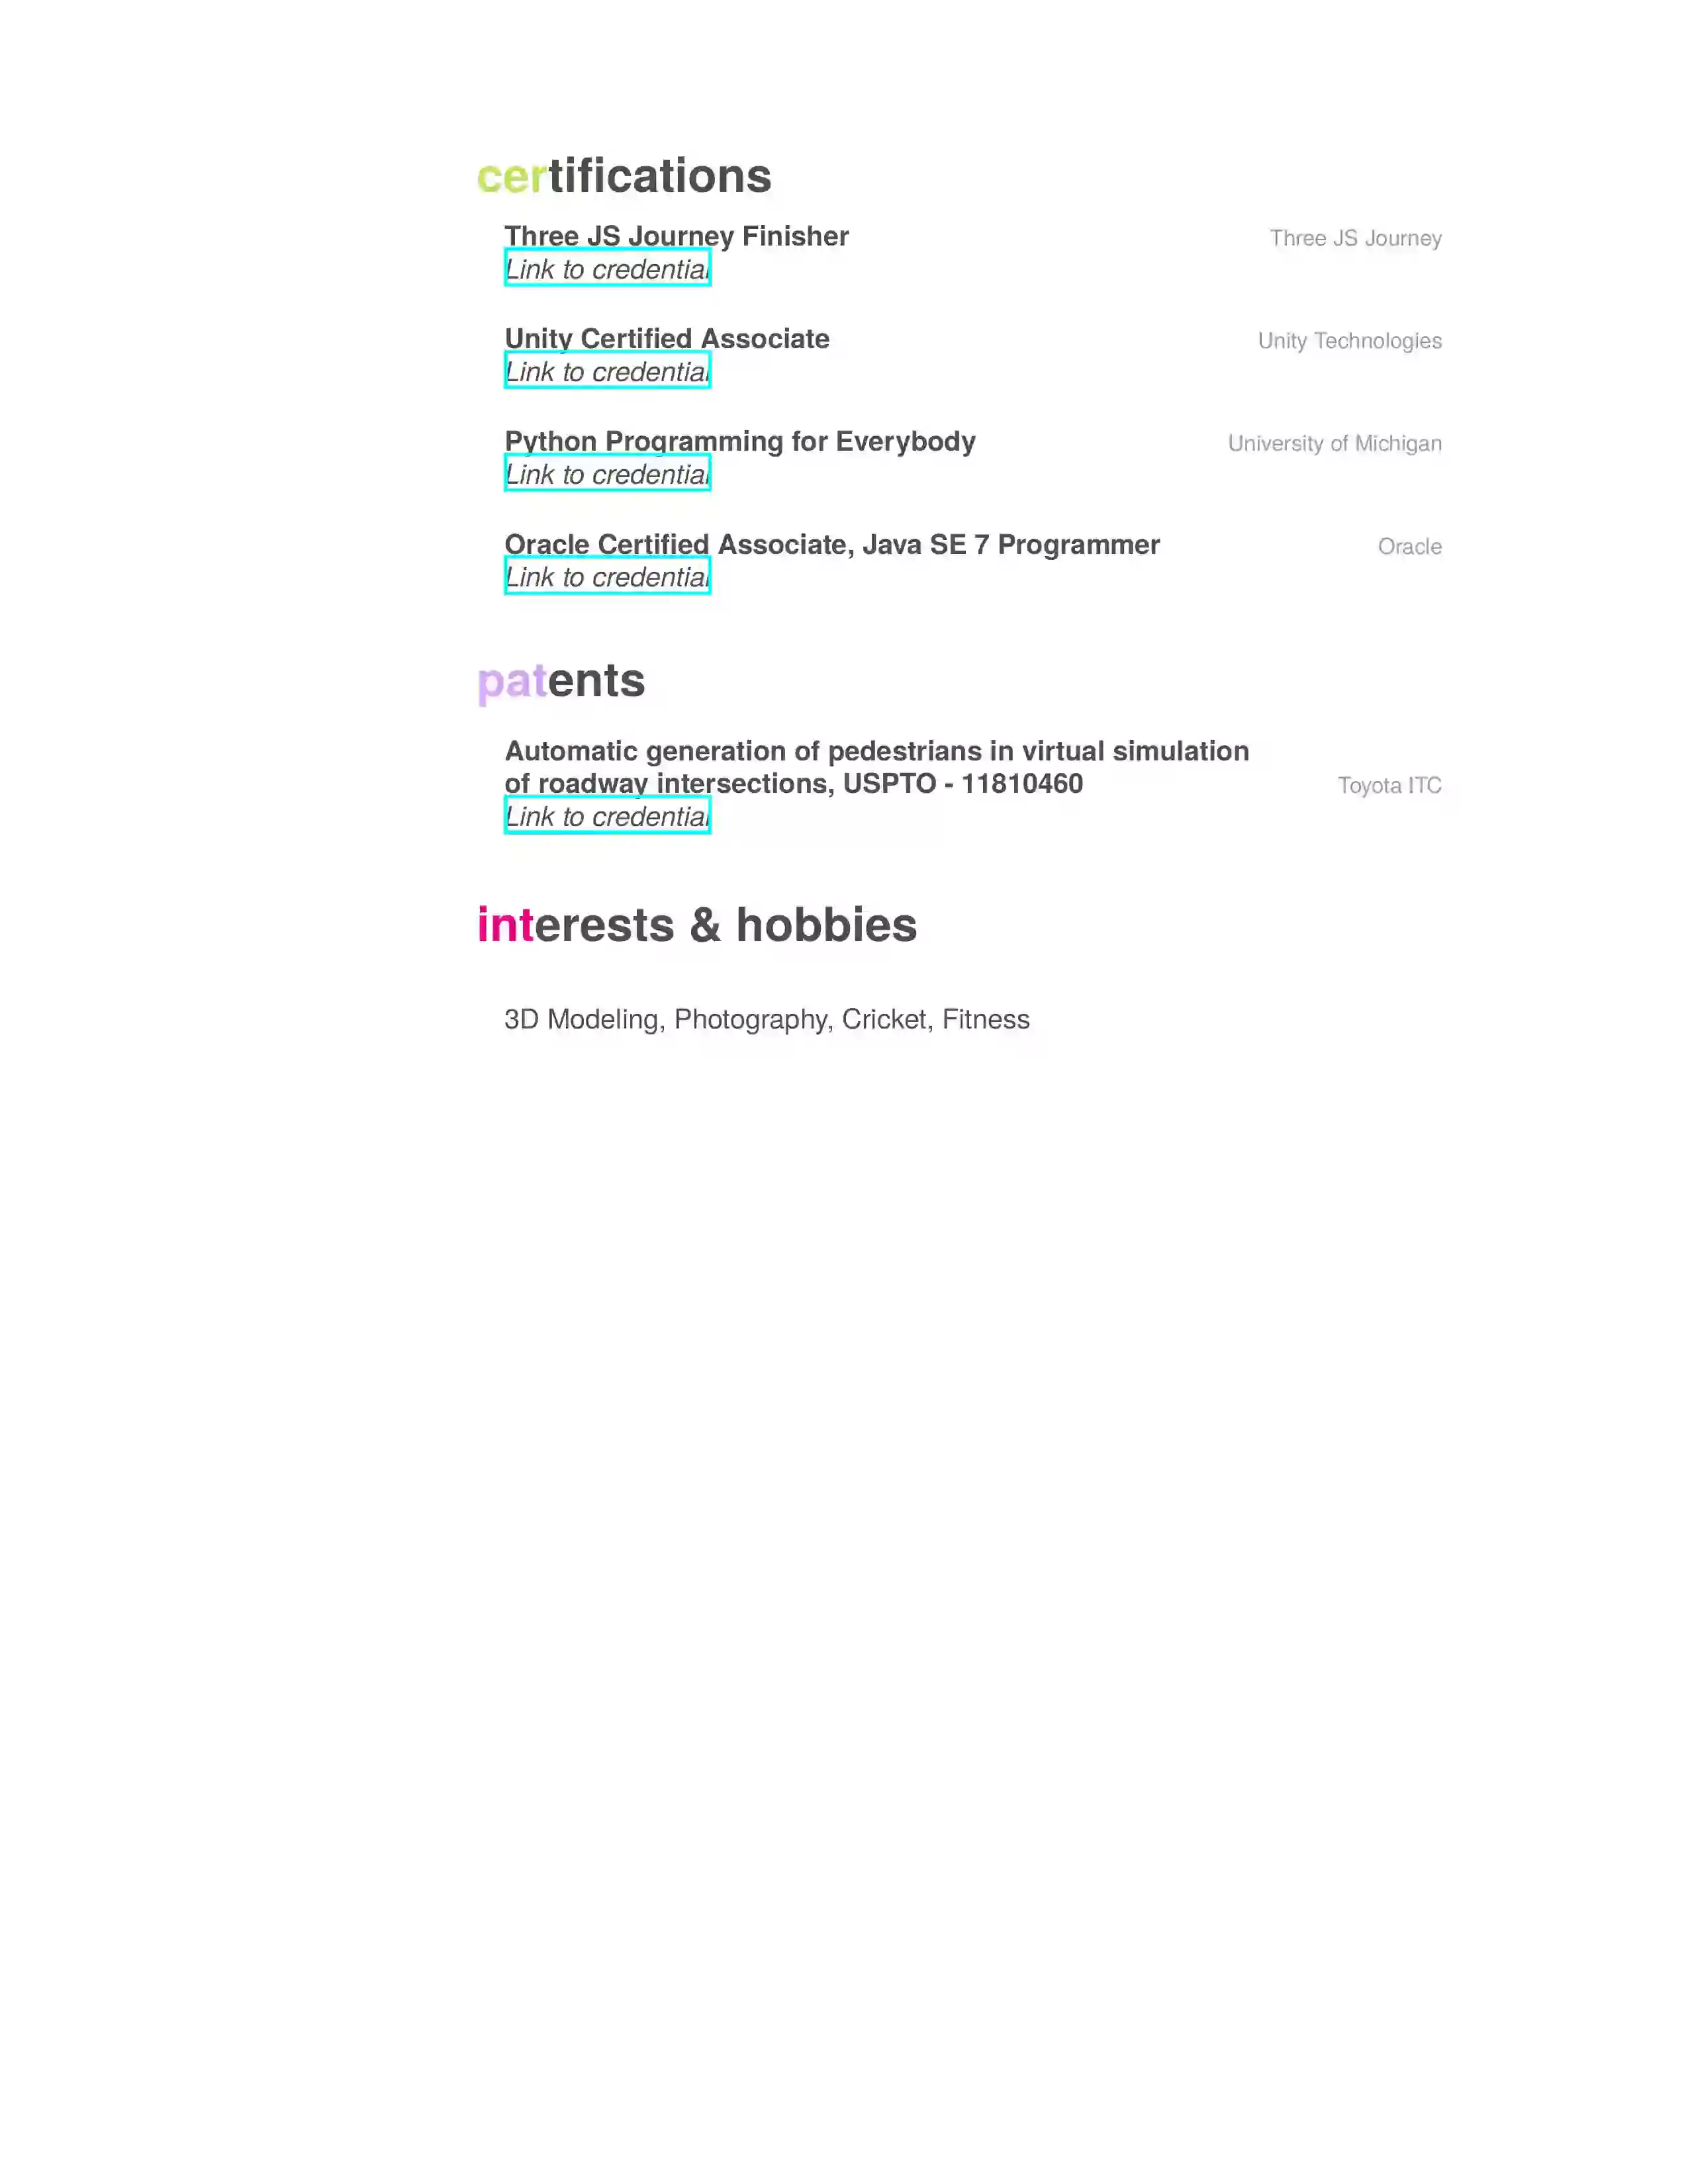 certifications
Three JS Journey Finisher Three JS Journey
Link to credential
Unity Certified Associate Unity Technologies
Link to credential
Python Programming for Everybody University of Michigan
Link to credential
Oracle Certified Associate, Java SE 7 Programmer Oracle
Link to credential
patents
Automatic generation of pedestrians in virtual simulation
of roadway intersections, USPTO - 11810460 Toyota ITC
Link to credential
interests & hobbies
3D Modeling, Photography, Cricket, Fitness